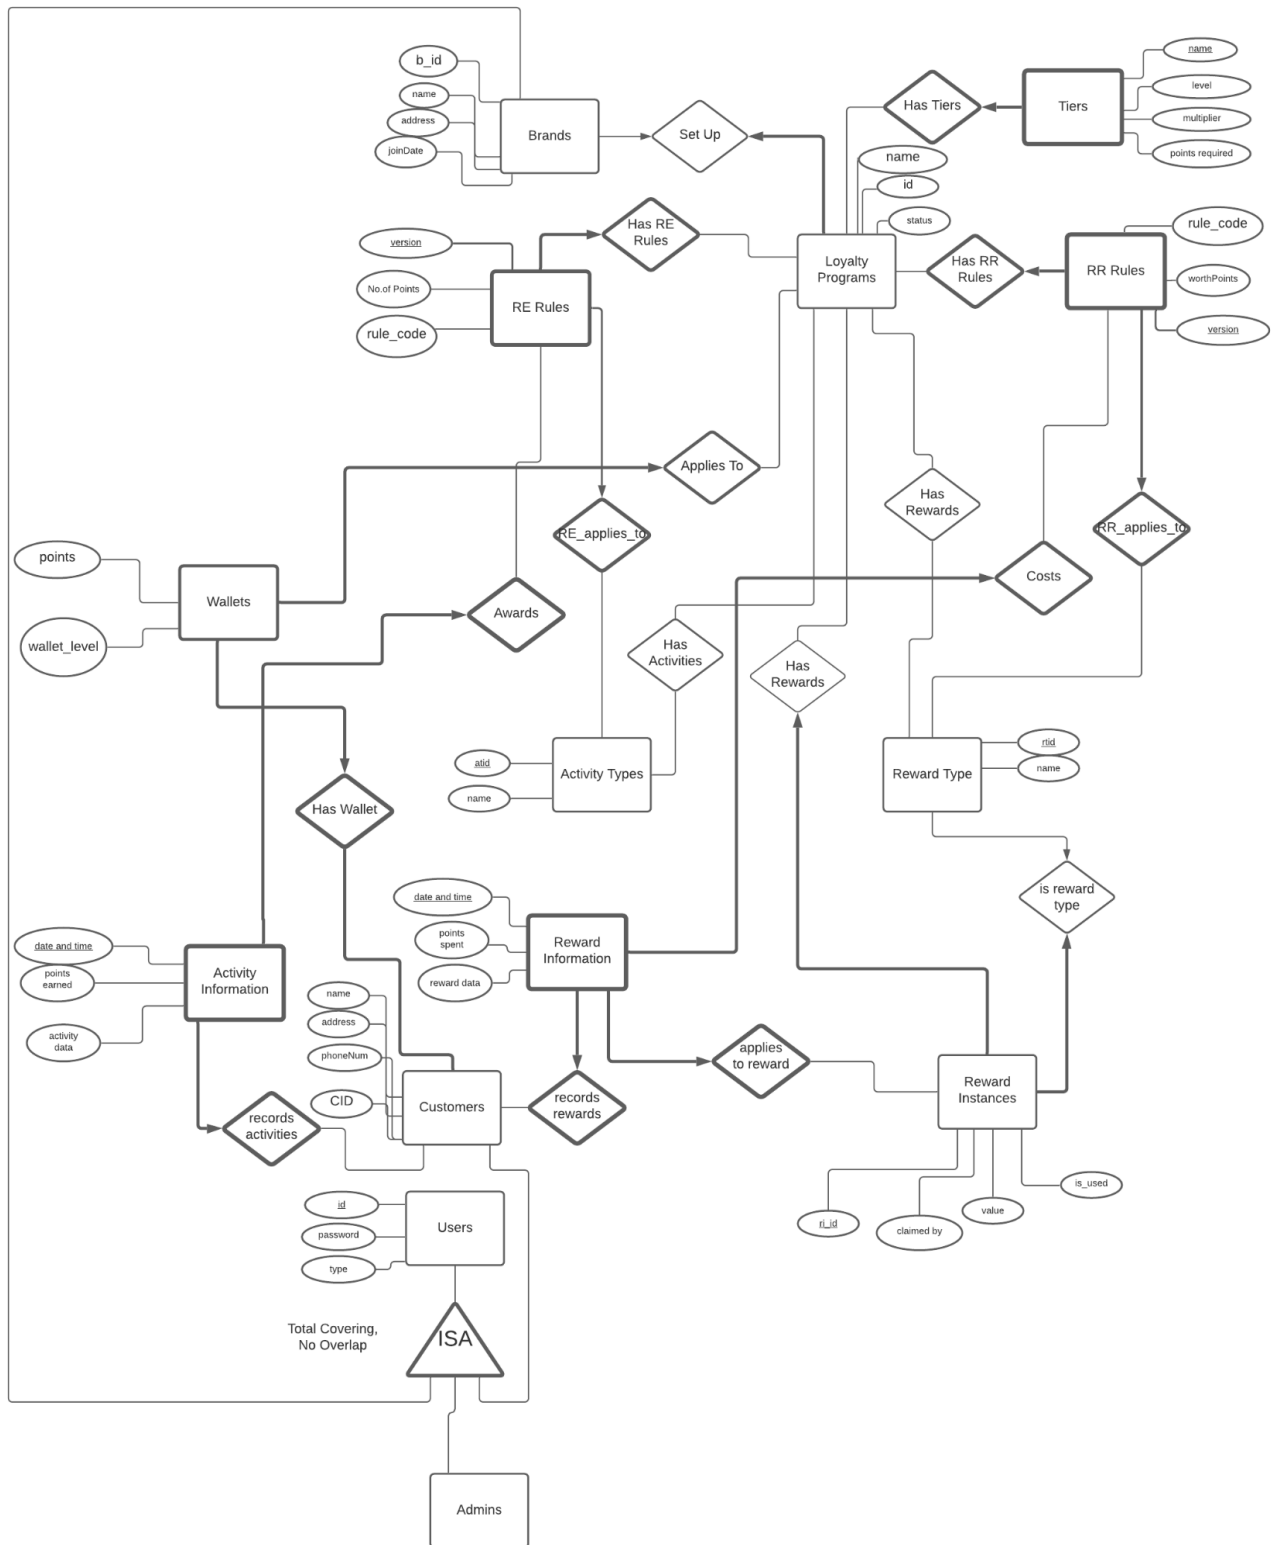 name
b_id
level
name
Has Tiers
Tiers
address
multiplier
Brands
Set Up
joinDate
points required
name
id
status
rule_code
Has RE
Rules
version
Loyalty
Programs
Has RR
Rules
RR Rules
worthPoints
No.of Points
RE Rules
version
rule_code
Applies To
Has
Rewards
RE_applies_to
RR_applies_to
points
Costs
Wallets
Awards
wallet_level
Has
Activities
Has
Rewards
rtid
atid
Activity Types
Reward Type
name
name
Has Wallet
is reward
type
date and time
points
spent
Reward
Information
date and time
points
earned
Activity
Information
reward data
name
address
activity
data
phoneNum
applies
to reward
Reward
Instances
CID
Customers
records
rewards
records
activities
is_used
id
value
Users
ri_id
claimed by
password
type
Total Covering,
No Overlap
ISA
Admins